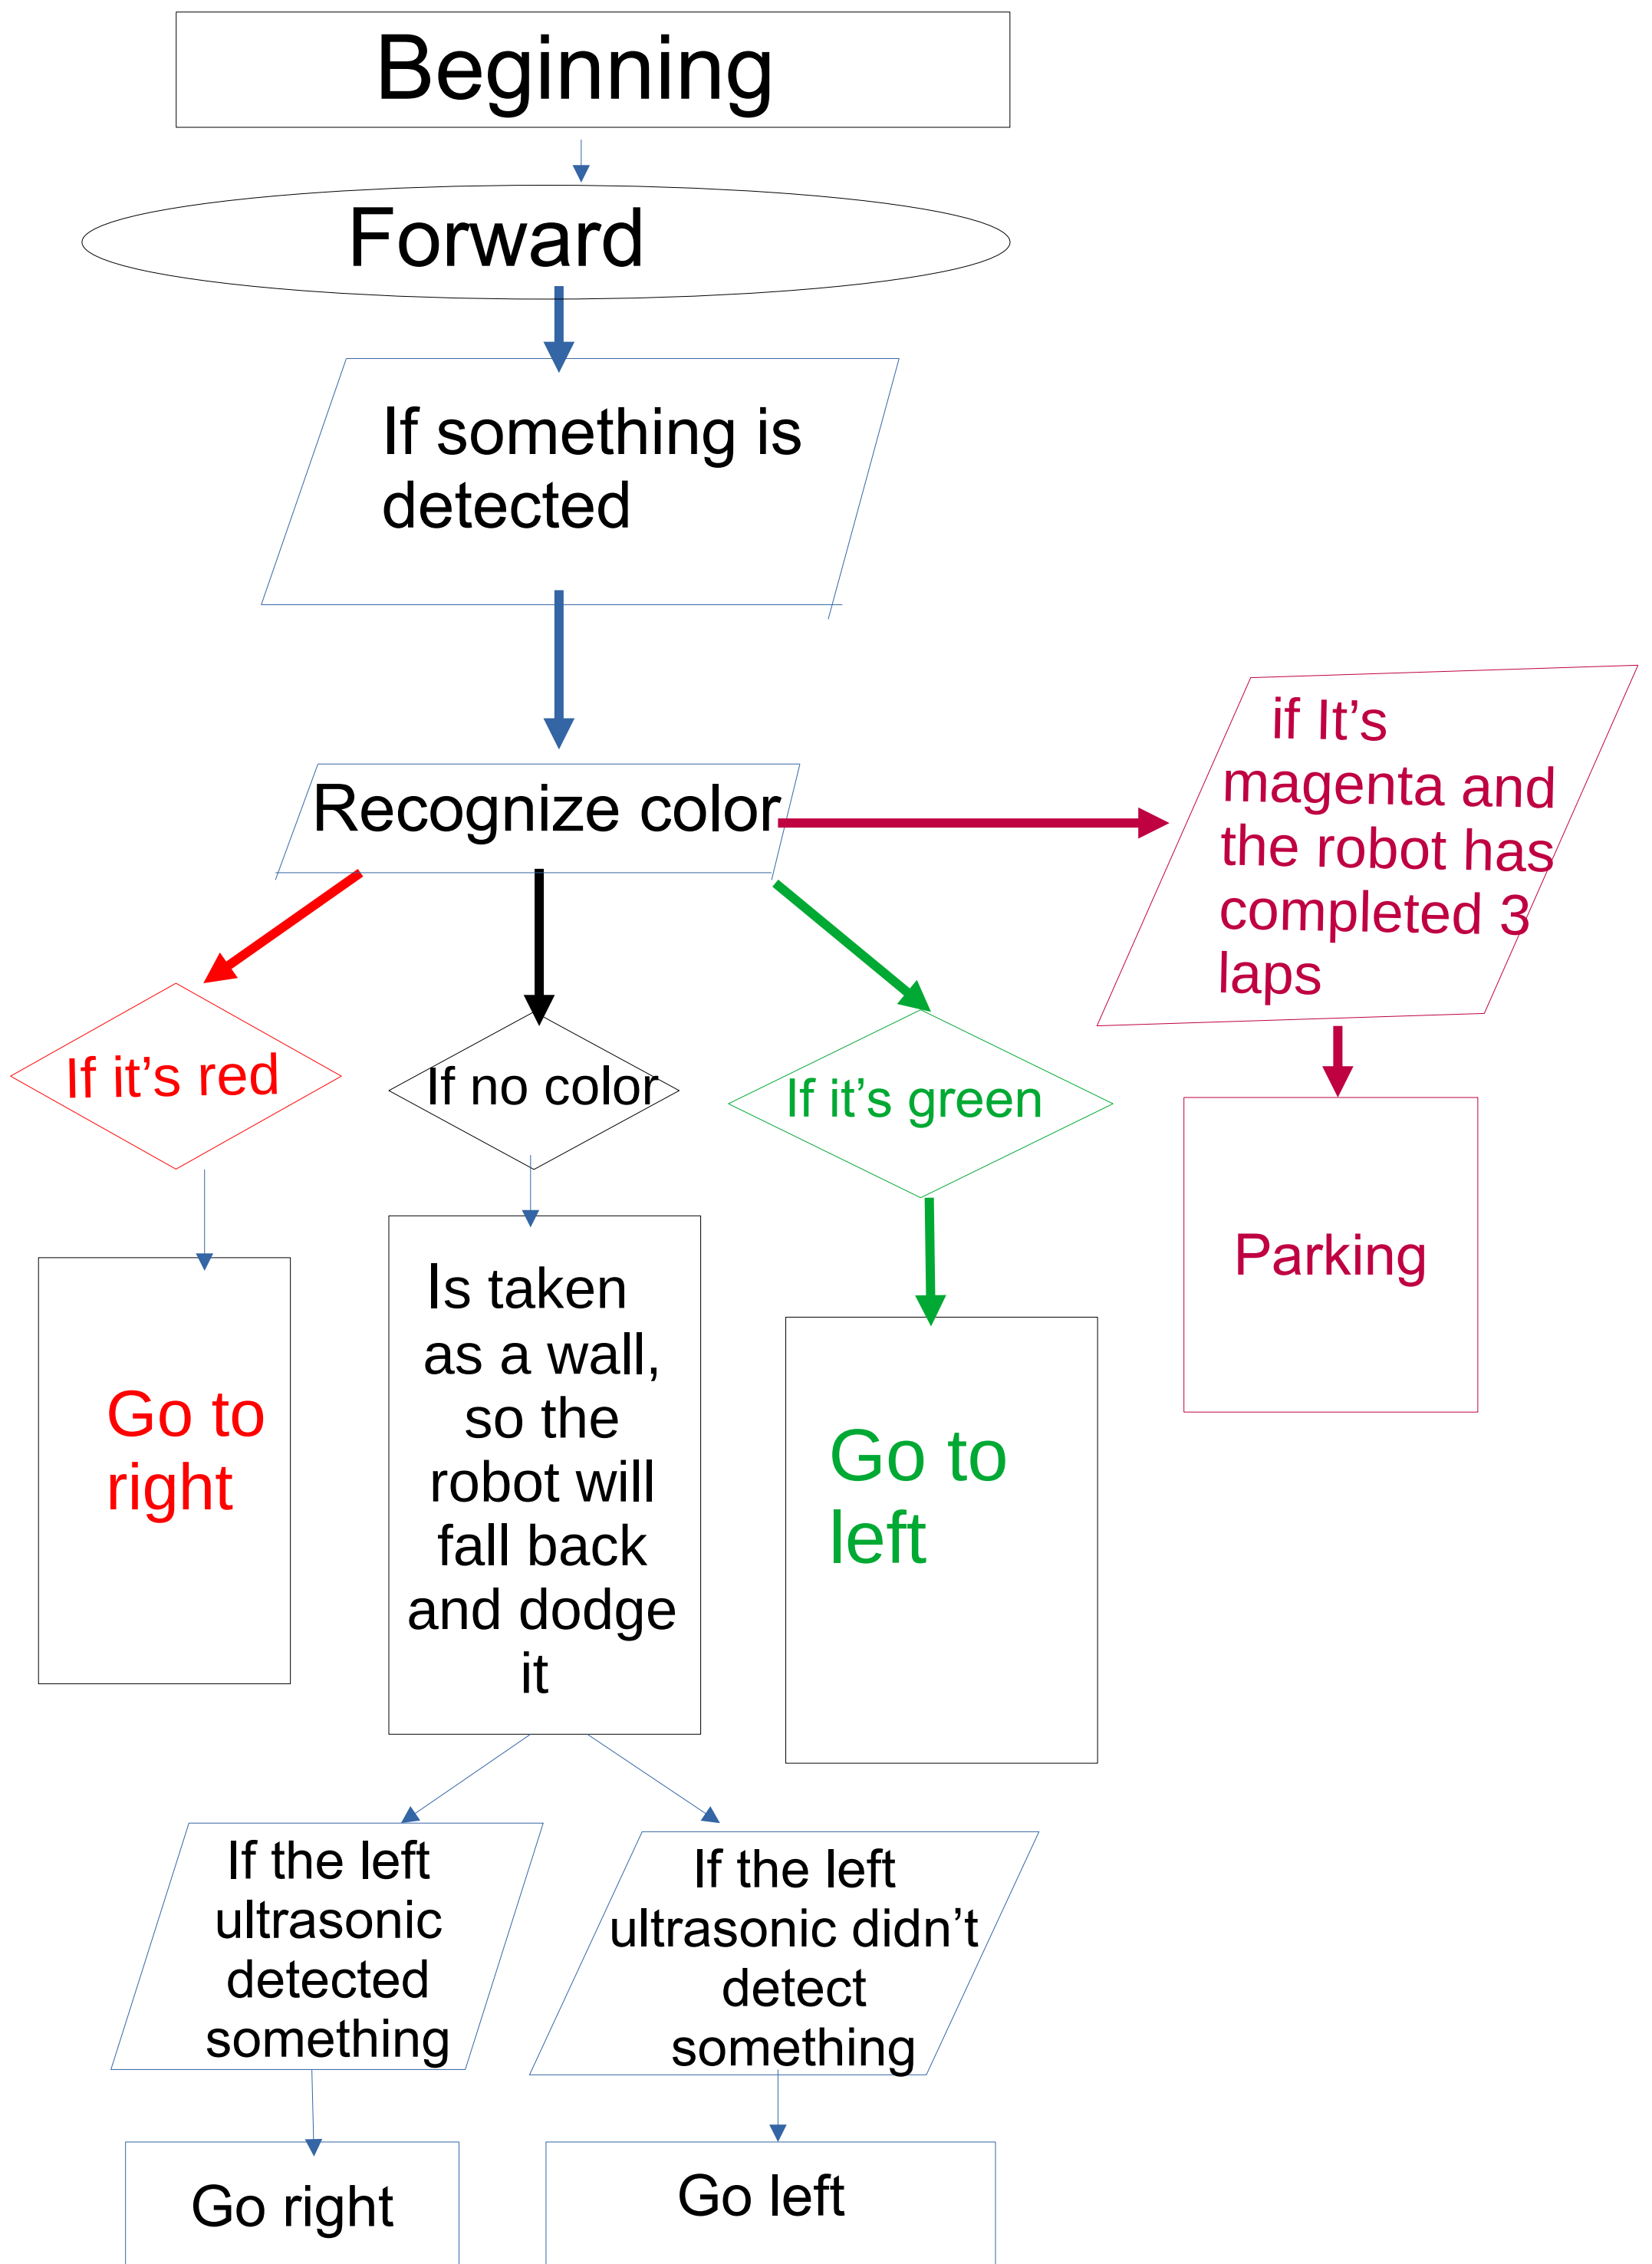 Beginning
Forward
If something is
detected
Recognize color
if It’s
magenta and
the robot has
completed 3
laps
If it’s red
If no color
If it’s green
Parking
Go to
right
Is taken
as a wall,
so the
robot will
fall back
and dodge
it
Go to
left
If the left
ultrasonic
detected
something
If the left
ultrasonic didn’t
detect
something
Go right
Go left